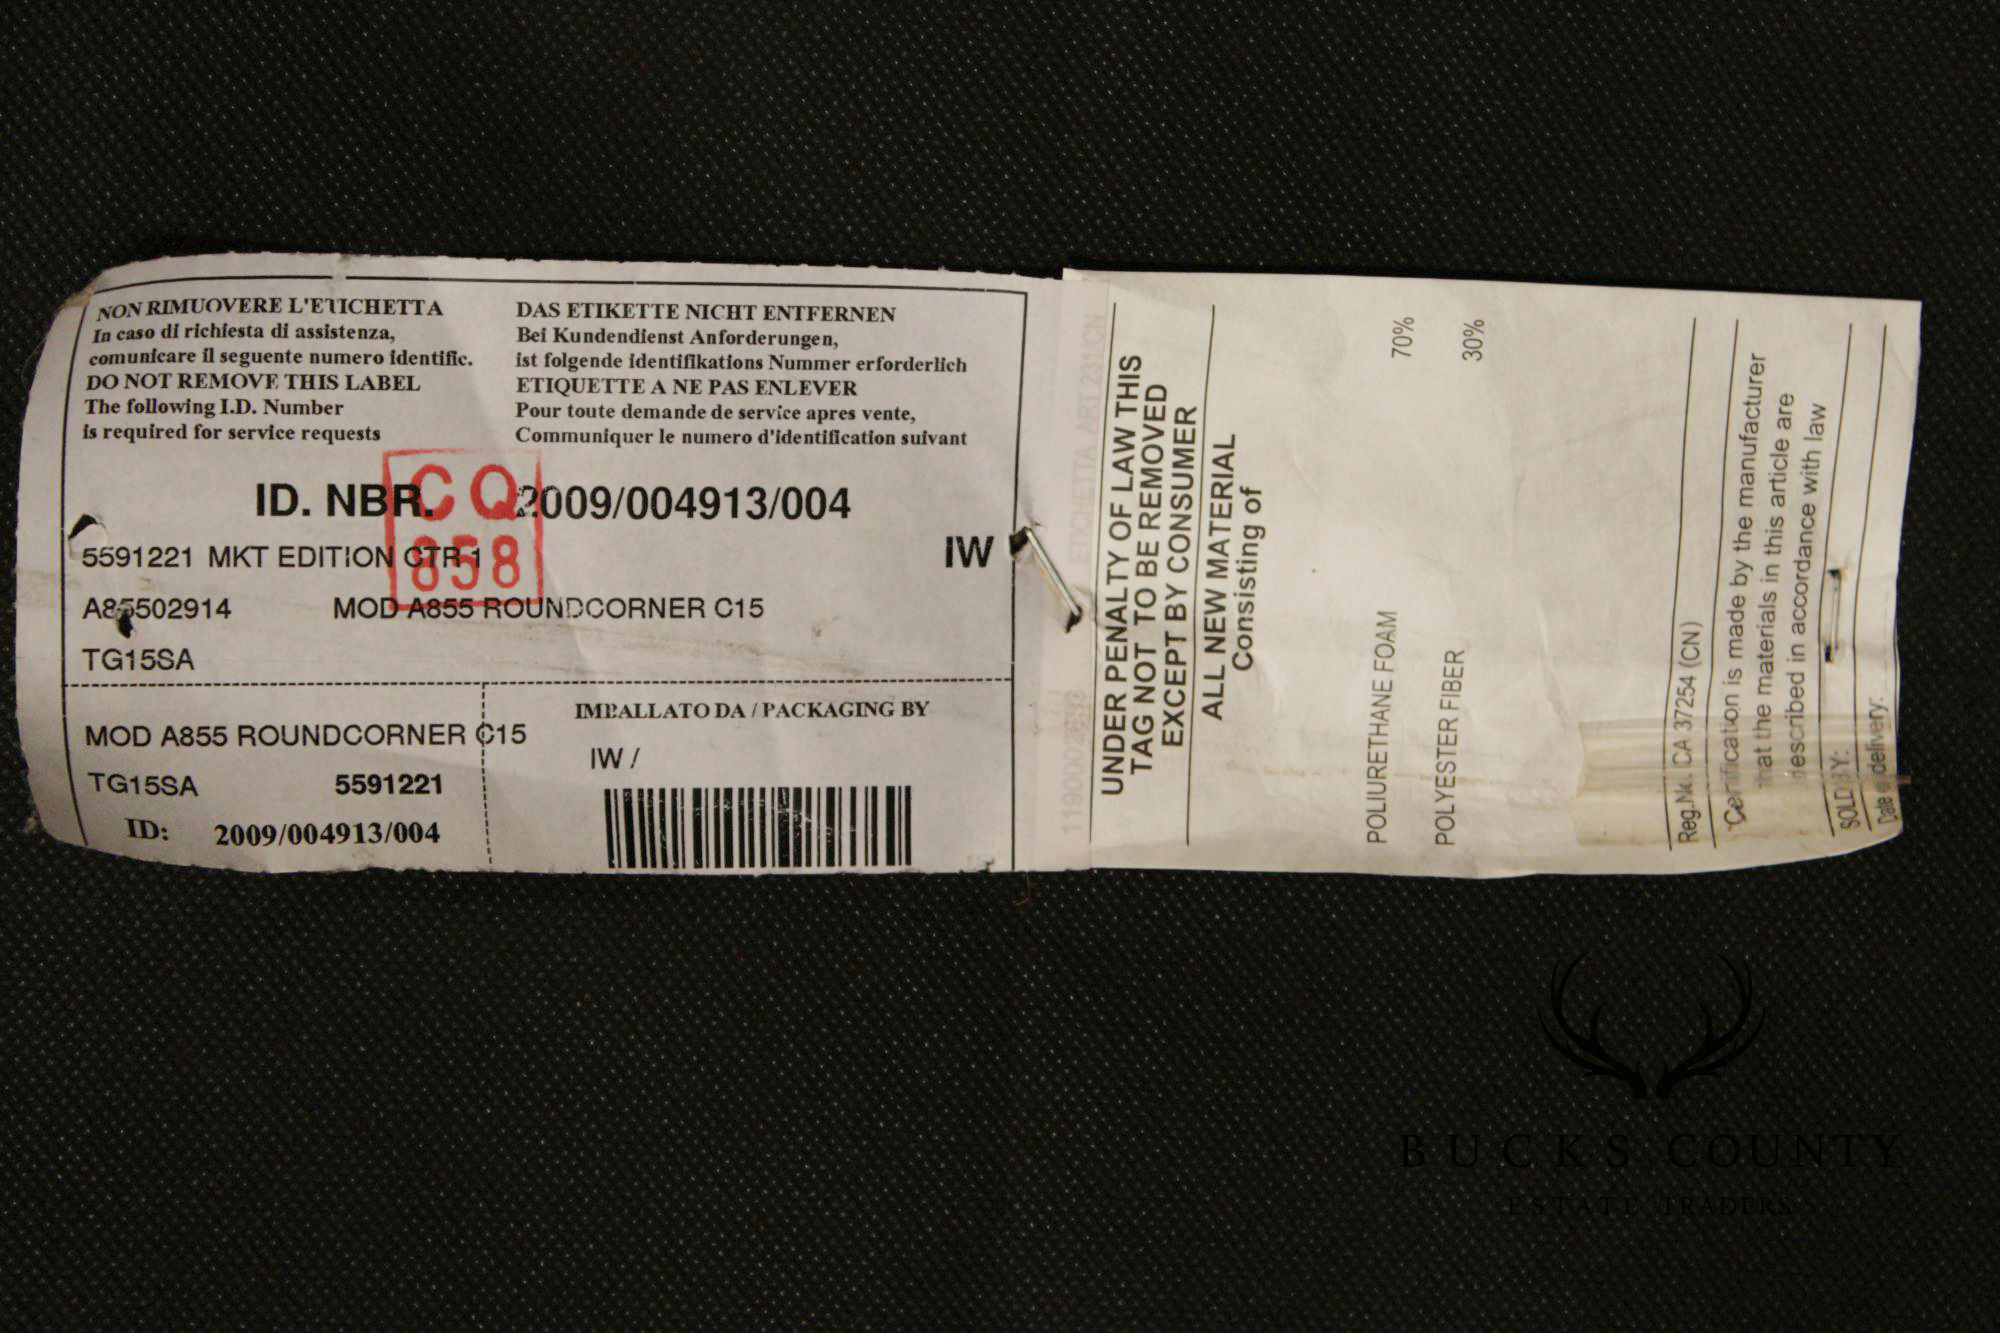 NON RIMUOVERE L'ETICHETTA
In caso di richiesta di assistenza,
comunicare il seguente numero identific.
DO NOT REMOVE THIS LABEL
The following I.D. Number
is required for service requests
DAS ETIKETTE NICHT ENTFERNEN
Bei Kundendienst Anforderungen,
ist folgende identifikations Nummer erforderlich
ETIQUETTE A NE PAS ENLEVER
Pour toute demande de service apres vente,
Communiquer le numero d'identification suivant
ID. NBR. 2009/004913/004
CQ
858
5591221 MKT EDITION CTR 1
IW
A85502914 MOD A855 ROUNDCORNER C15
TG15SA
MOD A855 ROUNDCORNER C15
TG15SA 5591221
ID: 2009/004913/004
IMBALLATO DA / PACKAGING BY
IW /
UNDER PENALTY OF LAW THIS
TAG NOT TO BE REMOVED
EXCEPT BY CONSUMER
ALL NEW MATERIAL
Consisting of
POLIURETHANE FOAM 70%
POLYESTER FIBER 30%
Reg.No. CA 37254 (CN)
Certification is made by the manufacturer
that the materials in this article are
described in accordance with law
SOLD BY:
Date of delivery:
BUCKS COUNTY
ESTATE TRADERS